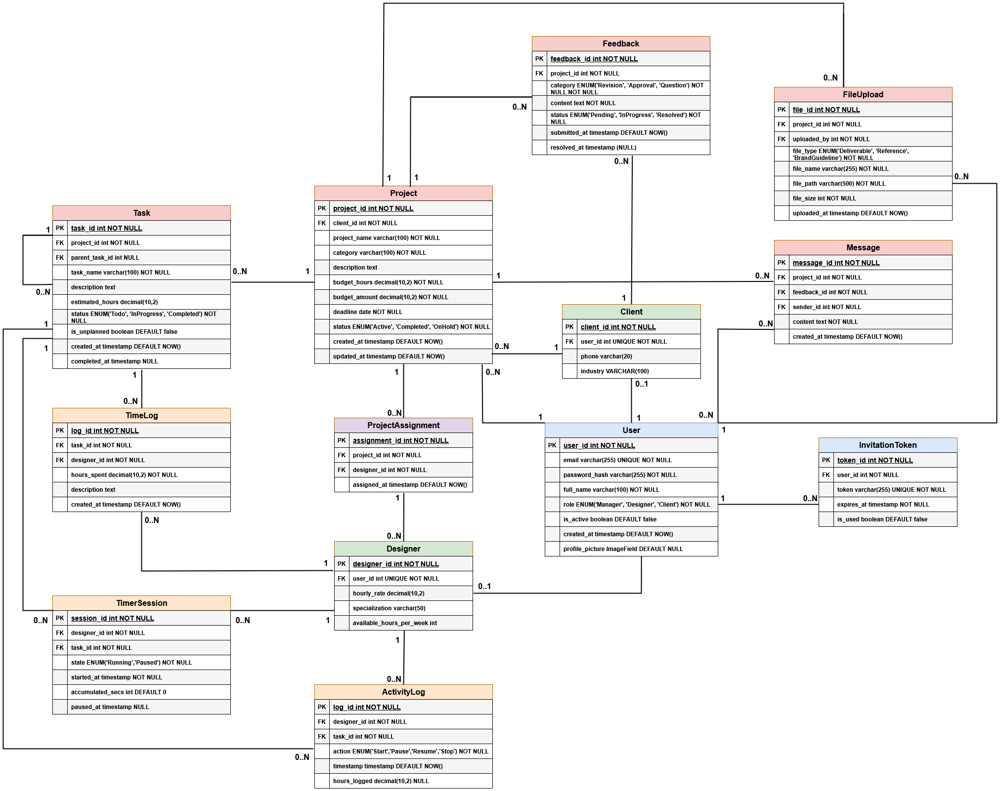 Feedback
PK feedback_id int NOT NULL
FK project_id int NOT NULL
category ENUM('Revision', 'Approval', 'Question') NOT
NULL NOT NULL
content text NOT NULL
status ENUM('Pending', 'InProgress', 'Resolved') NOT
NULL
submitted_at timestamp DEFAULT NOW()
resolved_at timestamp (NULL)
0..N
0..N
0..N
FileUpload
PK file_id int NOT NULL
FK project_id int NOT NULL
FK uploaded_by int NOT NULL
file_type ENUM('Deliverable', 'Reference',
'BrandGuideline') NOT NULL
file_name varchar(255) NOT NULL
file_path varchar(500) NOT NULL
file_size int NOT NULL
uploaded_at timestamp DEFAULT NOW()
0..N
1
1
Project
PK project_id int NOT NULL
FK client_id int NOT NULL
project_name varchar(100) NOT NULL
category varchar(100) NOT NULL
description text
budget_hours decimal(10,2) NOT NULL
budget_amount decimal(10,2) NOT NULL
deadline date NOT NULL
status ENUM('Active', 'Completed', 'OnHold') NOT NULL
created_at timestamp DEFAULT NOW()
updated_at timestamp DEFAULT NOW()
Task
PK task_id int NOT NULL
FK project_id int NOT NULL
FK parent_task_id int NULL
task_name varchar(100) NOT NULL
description text
estimated_hours decimal(10,2)
status ENUM('Todo', 'InProgress', 'Completed') NOT
NULL
is_unplanned boolean DEFAULT false
created_at timestamp DEFAULT NOW()
completed_at timestamp NULL
1
0..N
1
1
0..N
1
1
0..N
Message
PK message_id int NOT NULL
FK project_id int NOT NULL
FK feedback_id int NOT NULL
FK sender_id int NOT NULL
content text NOT NULL
created_at timestamp DEFAULT NOW()
0..N
1
Client
PK client_id int NOT NULL
FK user_id int UNIQUE NOT NULL
phone varchar(20)
industry VARCHAR(100)
0..N
1
1
0..N
0..1
1
0..N
TimeLog
PK log_id int NOT NULL
FK task_id int NOT NULL
FK designer_id int NOT NULL
hours_spent decimal(10,2) NOT NULL
description text
created_at timestamp DEFAULT NOW()
0..N
0..N
ProjectAssignment
PK assignment_id int NOT NULL
FK project_id int NOT NULL
FK designer_id int NOT NULL
assigned_at timestamp DEFAULT NOW()
1
0..N
1
1
0..N
1
User
PK user_id int NOT NULL
email varchar(255) UNIQUE NOT NULL
password_hash varchar(255) NOT NULL
full_name varchar(100) NOT NULL
role ENUM('Manager', 'Designer', 'Client') NOT NULL
is_active boolean DEFAULT false
created_at timestamp DEFAULT NOW()
profile_picture ImageField DEFAULT NULL
1
0..N
InvitationToken
PK token_id int NOT NULL
FK user_id int NOT NULL
token varchar(255) UNIQUE NOT NULL
expires_at timestamp NOT NULL
is_used boolean DEFAULT false
Designer
PK designer_id int NOT NULL
FK user_id int UNIQUE NOT NULL
hourly_rate decimal(10,2)
specialization varchar(50)
available_hours_per_week int
1
0..1
1
1
TimerSession
PK session_id int NOT NULL
FK designer_id int NOT NULL
FK task_id int NOT NULL
state ENUM('Running','Paused') NOT NULL
started_at timestamp NOT NULL
accumulated_secs int DEFAULT 0
paused_at timestamp NULL
0..N
0..N
0..N
ActivityLog
PK log_id int NOT NULL
FK designer_id int NOT NULL
FK task_id int NOT NULL
action ENUM('Start','Pause','Resume','Stop') NOT NULL
timestamp timestamp DEFAULT NOW()
hours_logged decimal(10,2) NULL
0..N